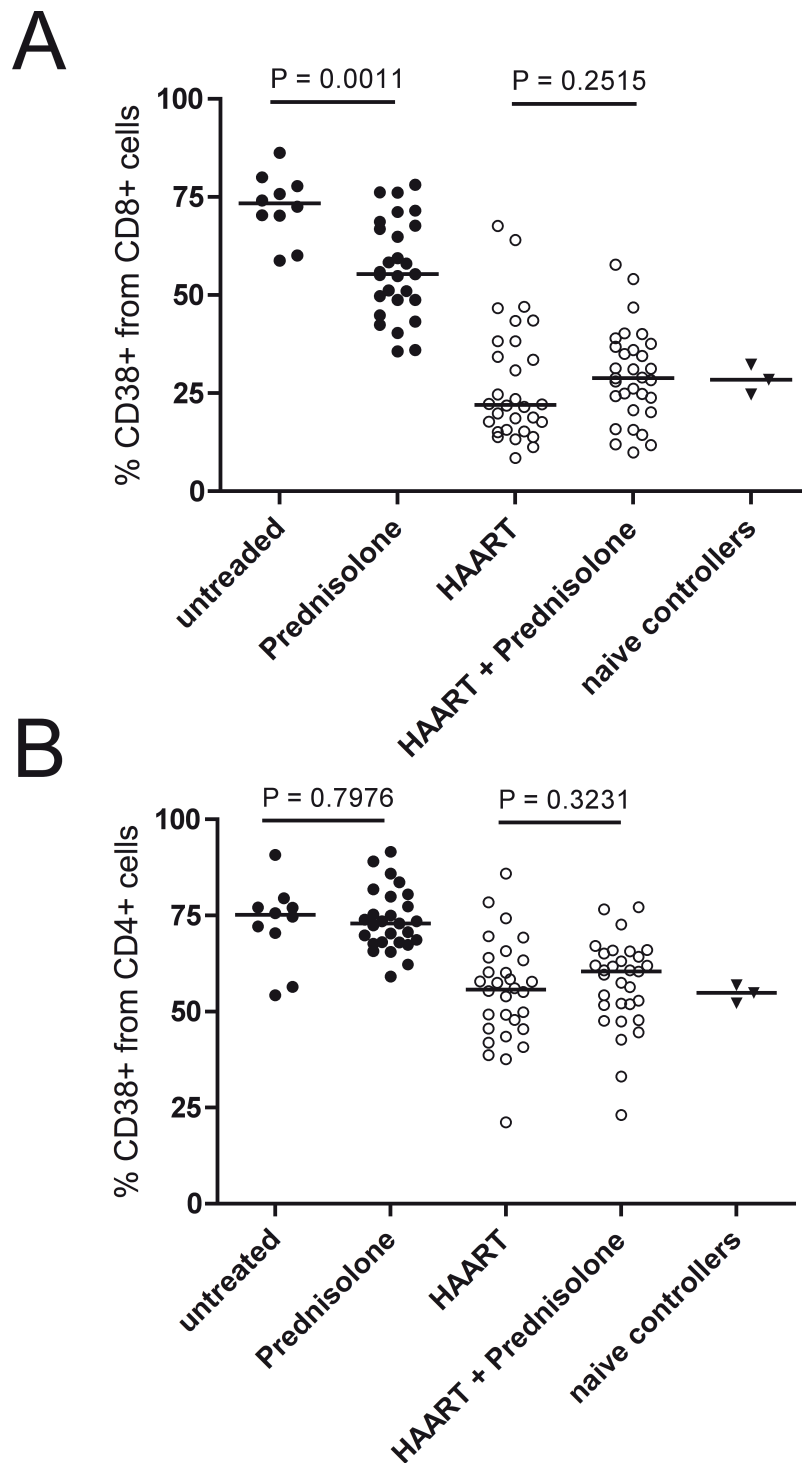 A
P = 0.0011
P = 0.2515
% CD38+ from CD8+ cells
100
75
50
25
0
untreaded
Prednisolone
HAART
HAART + Prednisolone
naive controllers
B
P = 0.7976
P = 0.3231
% CD38+ from CD4+ cells
100
75
50
25
0
untreated
Prednisolone
HAART
HAART + Prednisolone
naive controllers